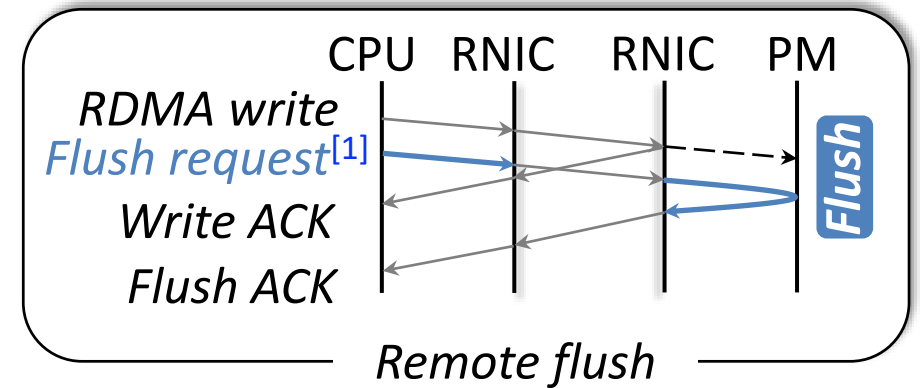 CPU RNIC RNIC PM
RDMA write
Flush request[1]
Write ACK
Flush ACK
Flush
Remote flush